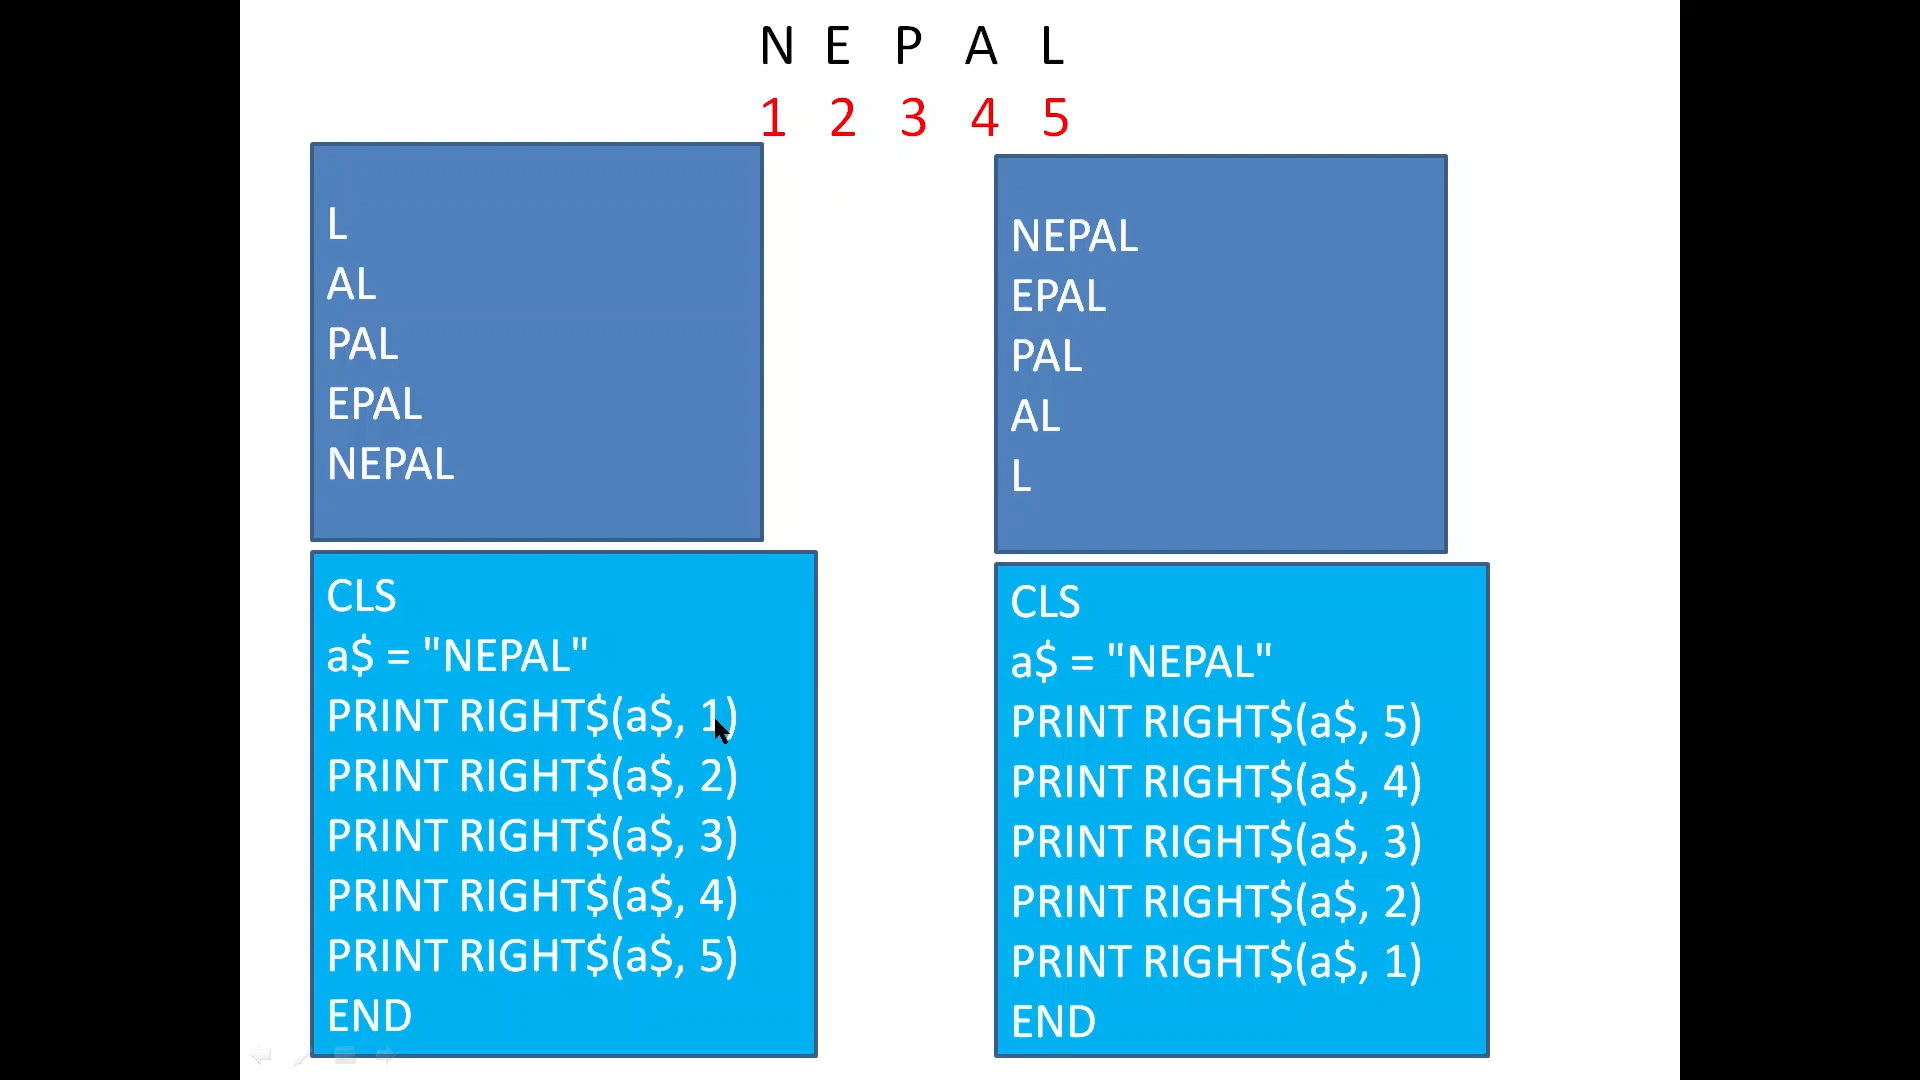 N E P A L
1 2 3 4 5
L
AL
PAL
EPAL
NEPAL
CLS
a$ = "NEPAL"
PRINT RIGHT$(a$, 1)
PRINT RIGHT$(a$, 2)
PRINT RIGHT$(a$, 3)
PRINT RIGHT$(a$, 4)
PRINT RIGHT$(a$, 5)
END
NEPAL
EPAL
PAL
AL
L
CLS
a$ = "NEPAL"
PRINT RIGHT$(a$, 5)
PRINT RIGHT$(a$, 4)
PRINT RIGHT$(a$, 3)
PRINT RIGHT$(a$, 2)
PRINT RIGHT$(a$, 1)
END